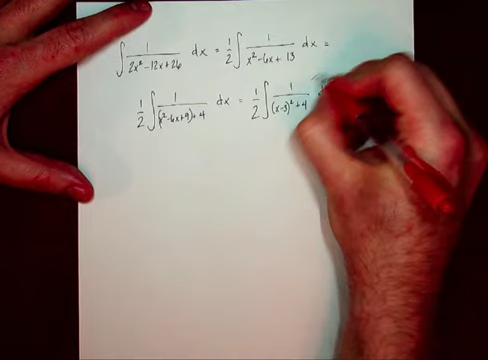 ∫ 1/(2x² - 12x + 26) dx = 1/2 ∫ 1/(x² - 6x + 13) dx =
1/2 ∫ 1/((x² - 6x + 9) + 4) dx = 1/2 ∫ 1/((x-3)² + 4)